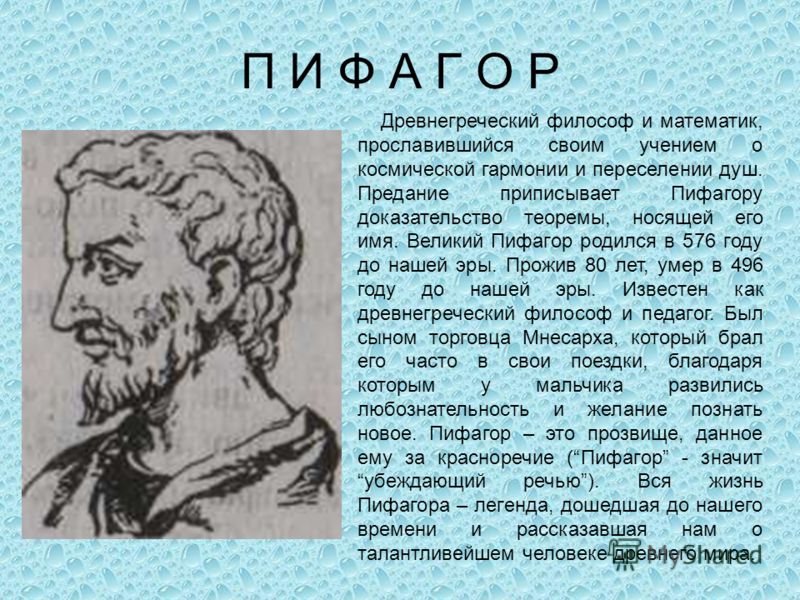 П И Ф А Г О Р
Древнегреческий философ и математик,
прославившийся своим учением о
космической гармонии и переселении душ.
Предание приписывает Пифагору
доказательство теоремы, носящей его
имя. Великий Пифагор родился в 576 году
до нашей эры. Прожив 80 лет, умер в 496
году до нашей эры. Известен как
древнегреческий философ и педагог. Был
сыном торговца Мнесарха, который брал
его часто в свои поездки, благодаря
которым у мальчика развились
любознательность и желание познать
новое. Пифагор – это прозвище, данное
ему за красноречие (“Пифагор” - значит
“убеждающий речью”). Вся жизнь
Пифагора – легенда, дошедшая до нашего
времени и рассказавшая нам о
талантливейшем человеке древнего мира.
MyShared